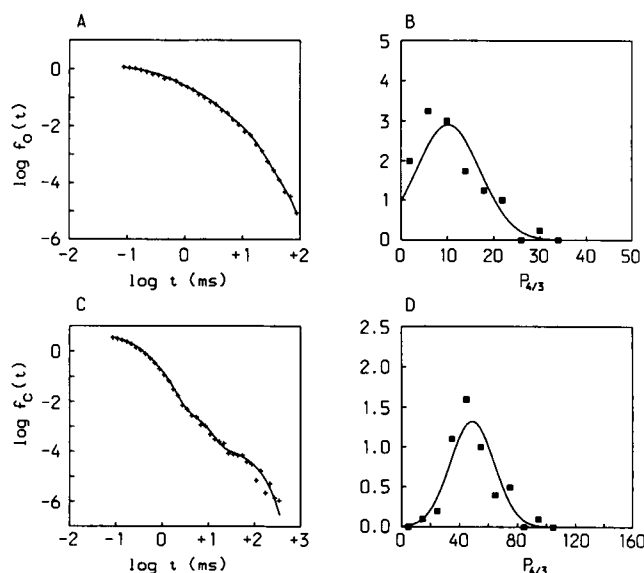 A
B
log f_O(t)
0
-2
-4
-6
-2 -1 0 +1 +2
log t (ms)
5
4
3
2
1
0
0 10 20 30 40 50
P_4/3
C
D
log f_C(t)
0
-2
-4
-6
-2 -1 0 +1 +2 +3
log t (ms)
2.5
2.0
1.5
1.0
0.5
0.0
0 40 80 120 160
P_4/3